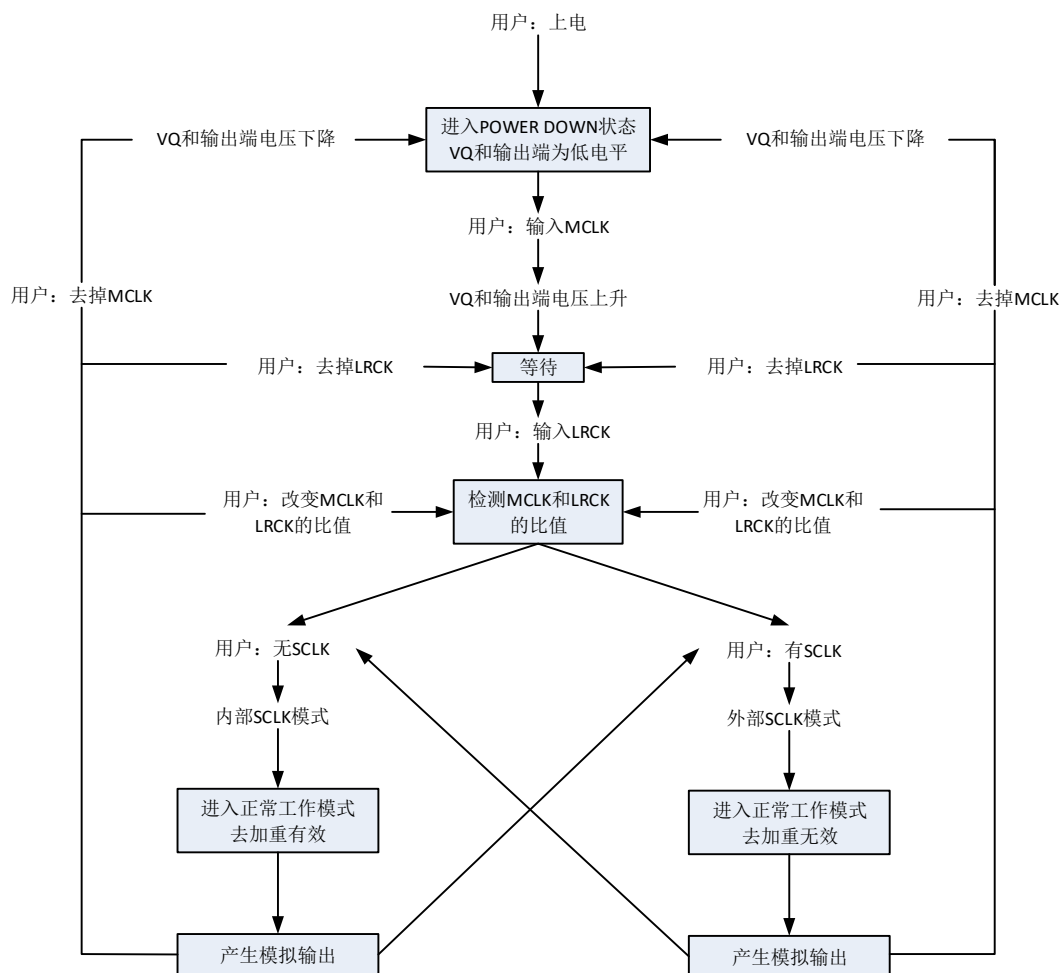 用户：上电
VQ和输出端电压下降
进入POWER DOWN状态
VQ和输出端为低电平
VQ和输出端电压下降
用户：输入MCLK
用户：去掉MCLK
VQ和输出端电压上升
用户：去掉MCLK
用户：去掉LRCK
等待
用户：去掉LRCK
用户：输入LRCK
用户：改变MCLK和
LRCK的比值
检测MCLK和LRCK
的比值
用户：改变MCLK和
LRCK的比值
用户：无SCLK
用户：有SCLK
内部SCLK模式
外部SCLK模式
进入正常工作模式
去加重有效
进入正常工作模式
去加重无效
产生模拟输出
产生模拟输出